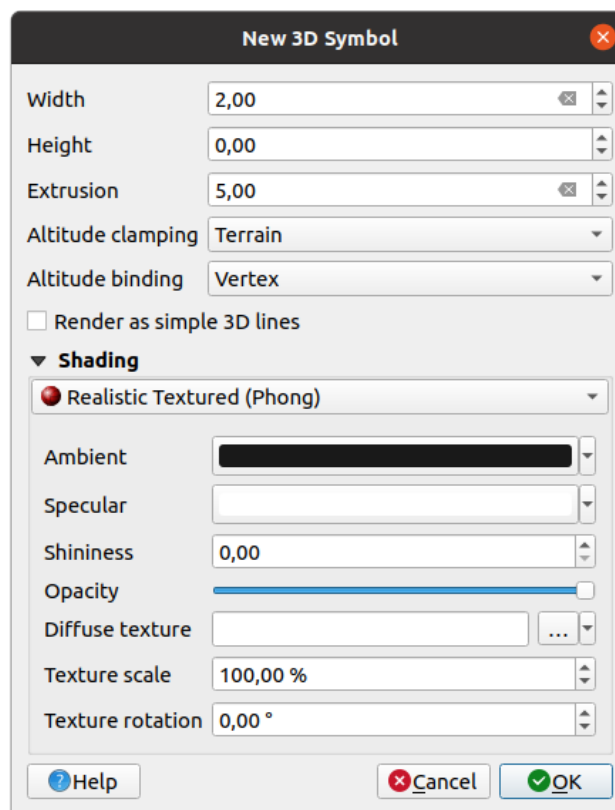 New 3D Symbol
Width 2,00
Height 0,00
Extrusion 5,00
Altitude clamping Terrain
Altitude binding Vertex
Render as simple 3D lines
Shading
Realistic Textured (Phong)
Ambient
Specular
Shininess 0,00
Opacity
Diffuse texture ...
Texture scale 100,00 %
Texture rotation 0,00 °
Help Cancel OK